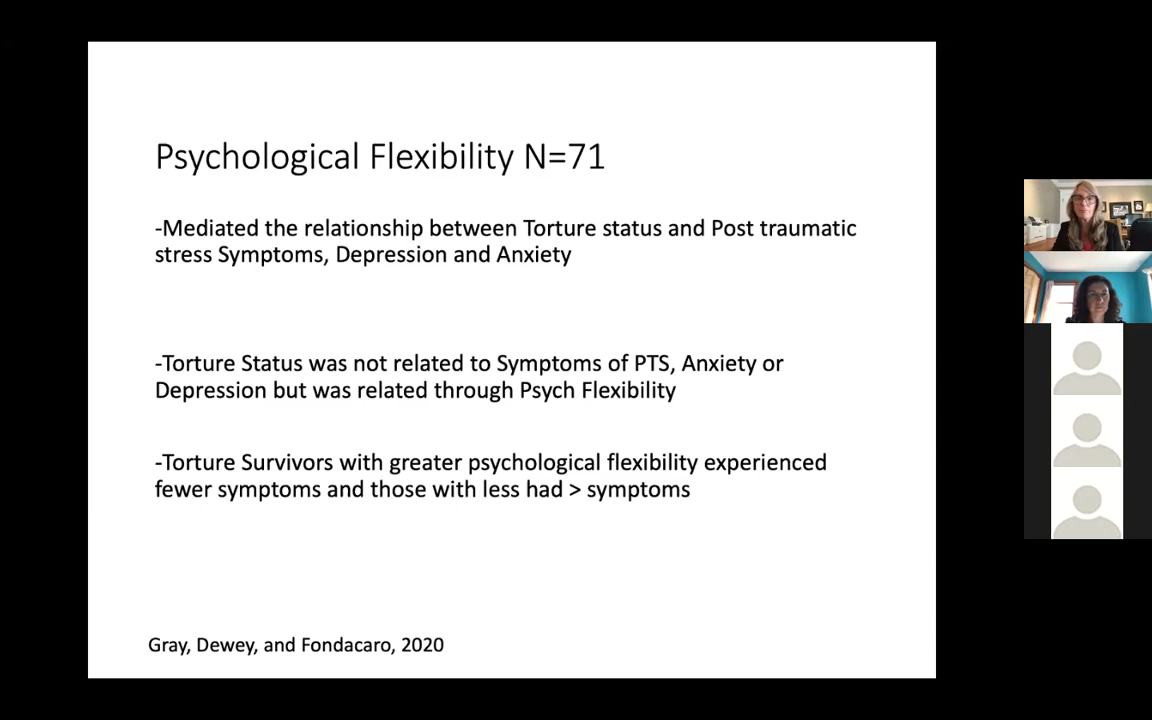 Psychological Flexibility N=71
-Mediated the relationship between Torture status and Post traumatic
stress Symptoms, Depression and Anxiety
-Torture Status was not related to Symptoms of PTS, Anxiety or
Depression but was related through Psych Flexibility
-Torture Survivors with greater psychological flexibility experienced
fewer symptoms and those with less had > symptoms
Gray, Dewey, and Fondacaro, 2020